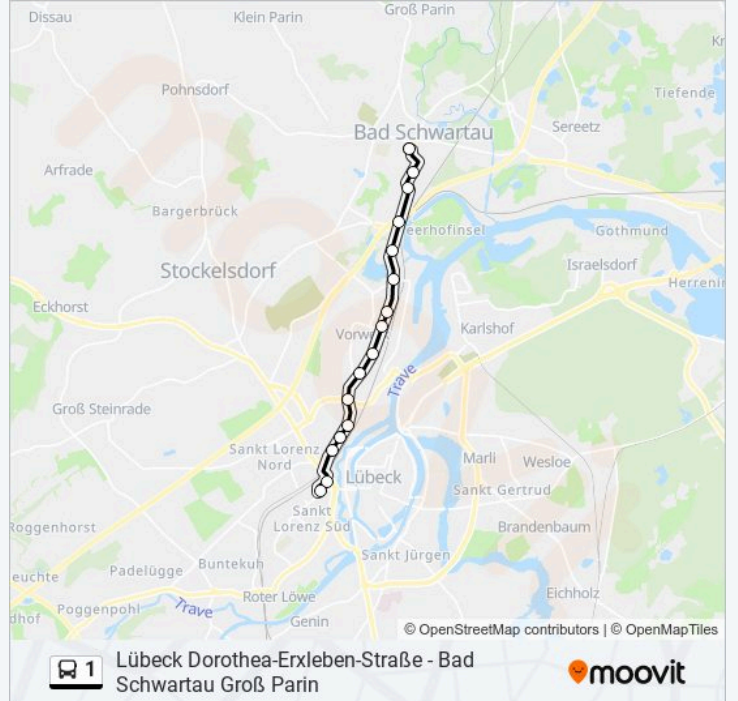 Dissau
Klein Parin
Groß Parin
Kr
Pohnsdorf
Tiefende
Bad Schwartau
Sereetz
Arfrade
Bargerbrück
eerhofinsel
Gothmund
Stockelsdorf
Israelsdorf
Herrenin
Eckhorst
Vorwe
Karlshof
Trave
Groß Steinrade
Sankt Lorenz
Nord
Marli
Wesloe
Lübeck
Sankt Gertrud
Sankt
Lorenz Süd
Roggenhorst
Brandenbaum
Sankt Jürgen
Buntekuh
Padelügge
euchte
Eichholz
Roter Löwe
Poggenpohl
Trave
dhof
Genin
© OpenStreetMap contributors | © OpenMapTiles
1
Lübeck Dorothea-Erxleben-Straße - Bad
Schwartau Groß Parin
moovit